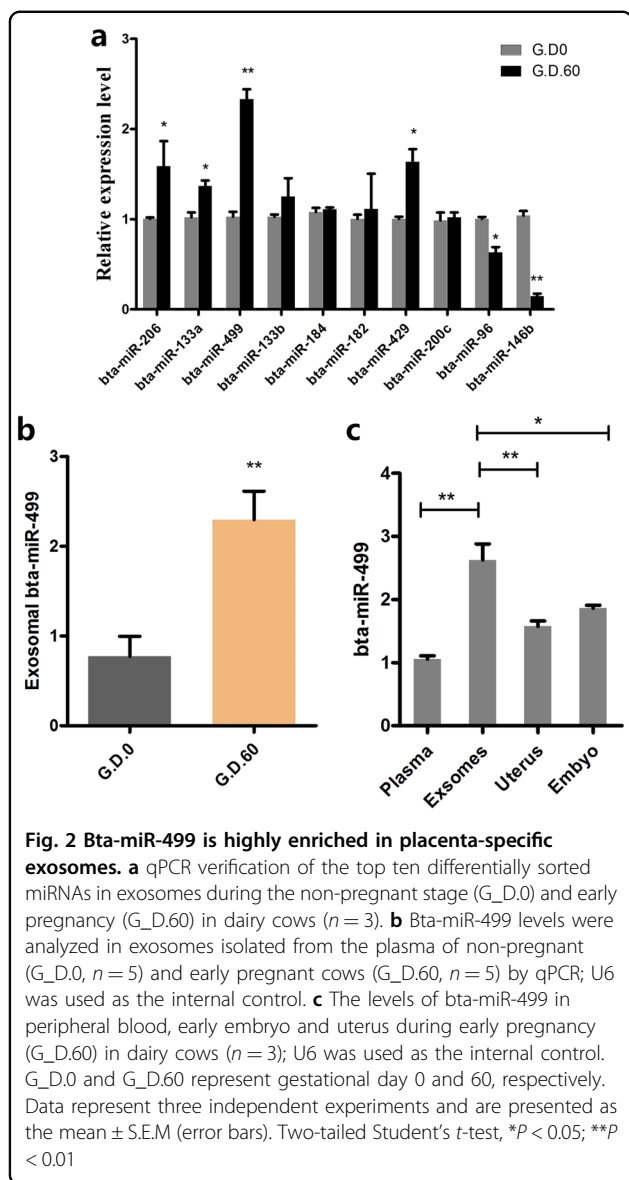 a
3
2
1
0
Relative expression level
G.D0
G.D.60
*
*
**
*
*
**
bta-miR-206
bta-miR-133a
bta-miR-499
bta-miR-133b
bta-miR-184
bta-miR-182
bta-miR-429
bta-miR-200c
bta-miR-96
bta-miR-146b
b
3
2
1
0
Exosomal bta-miR-499
**
G.D.0
G.D.60
c
4
3
2
1
0
bta-miR-499
*
**
**
Plasma
Exsomes
Uterus
Embyo
Fig. 2 Bta-miR-499 is highly enriched in placenta-specific
exosomes. a qPCR verification of the top ten differentially sorted
miRNAs in exosomes during the non-pregnant stage (G_D.0) and early
pregnancy (G_D.60) in dairy cows (n = 3). b Bta-miR-499 levels were
analyzed in exosomes isolated from the plasma of non-pregnant
(G_D.0, n = 5) and early pregnant cows (G_D.60, n = 5) by qPCR; U6
was used as the internal control. c The levels of bta-miR-499 in
peripheral blood, early embryo and uterus during early pregnancy
(G_D.60) in dairy cows (n = 3); U6 was used as the internal control.
G_D.0 and G_D.60 represent gestational day 0 and 60, respectively.
Data represent three independent experiments and are presented as
the mean ± S.E.M (error bars). Two-tailed Student's t-test, *P < 0.05; **P
< 0.01